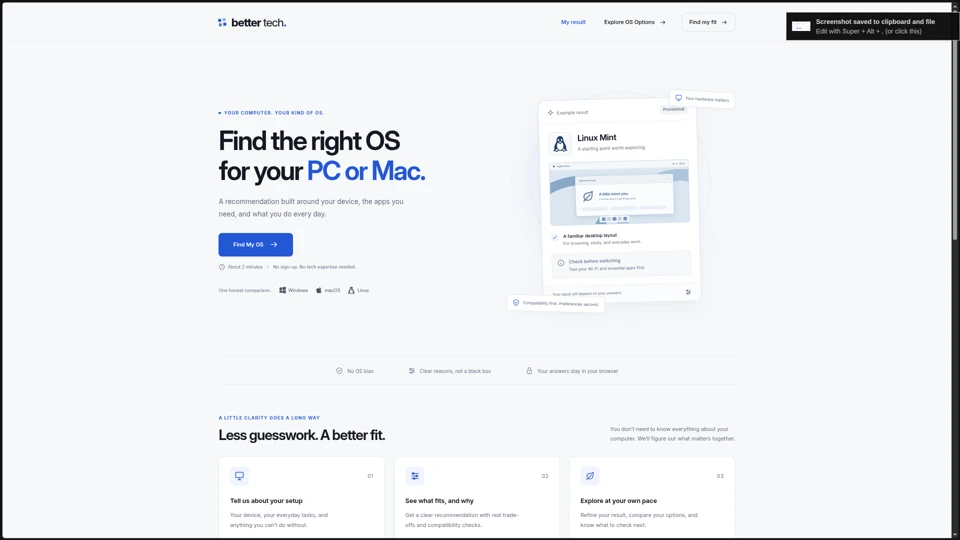 better tech.
My result
Explore OS Options →
Find my fit →
Screenshot saved to clipboard and file
Edit with Super + Alt + , (or click this)
YOUR COMPUTER. YOUR KIND OF OS.
Find the right OS
for your PC or Mac.
A recommendation built around your device, the apps you
need, and what you do every day.
Find My OS →
About 2 minutes • No sign-up. No tech expertise needed.
One honest comparison. Windows macOS Linux
Your hardware matters
Example result
Provisional
Linux Mint
A starting point worth exploring
A familiar desktop layout
For browsing, study, and everyday work.
Check before switching
Test your Wi-Fi and essential apps first.
Your result will depend on your answers.
Compatibility first. Preferences second.
No OS bias
Clear reasons, not a black box
Your answers stay in your browser
A LITTLE CLARITY GOES A LONG WAY
Less guesswork. A better fit.
You don't need to know everything about your
computer. We'll figure out what matters together.
01
Tell us about your setup
Your device, your everyday tasks, and
anything you can't do without.
02
See what fits, and why
Get a clear recommendation with real trade-
offs and compatibility checks.
03
Explore at your own pace
Refine your result, compare your options, and
know what to check next.